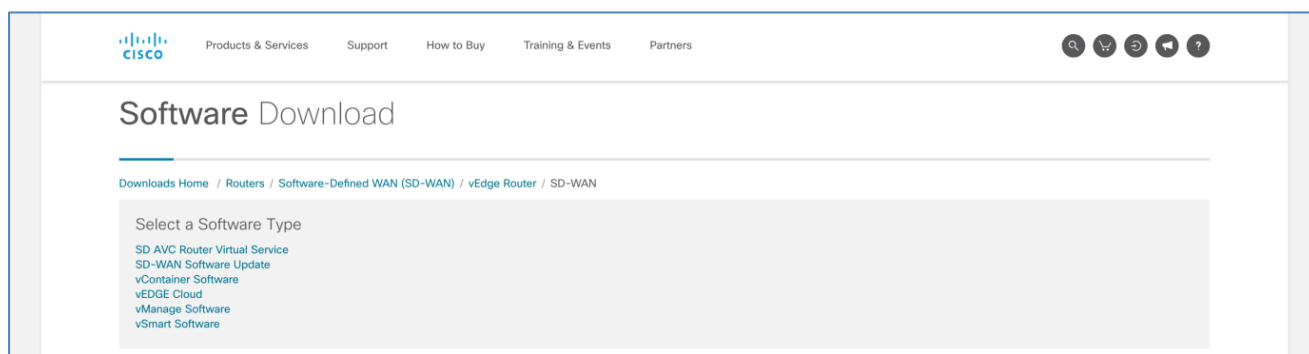 CISCO
Products & Services Support How to Buy Training & Events Partners ?
Software Download
Downloads Home / Routers / Software-Defined WAN (SD-WAN) / vEdge Router / SD-WAN
Select a Software Type
SD AVC Router Virtual Service
SD-WAN Software Update
vContainer Software
vEDGE Cloud
vManage Software
vSmart Software